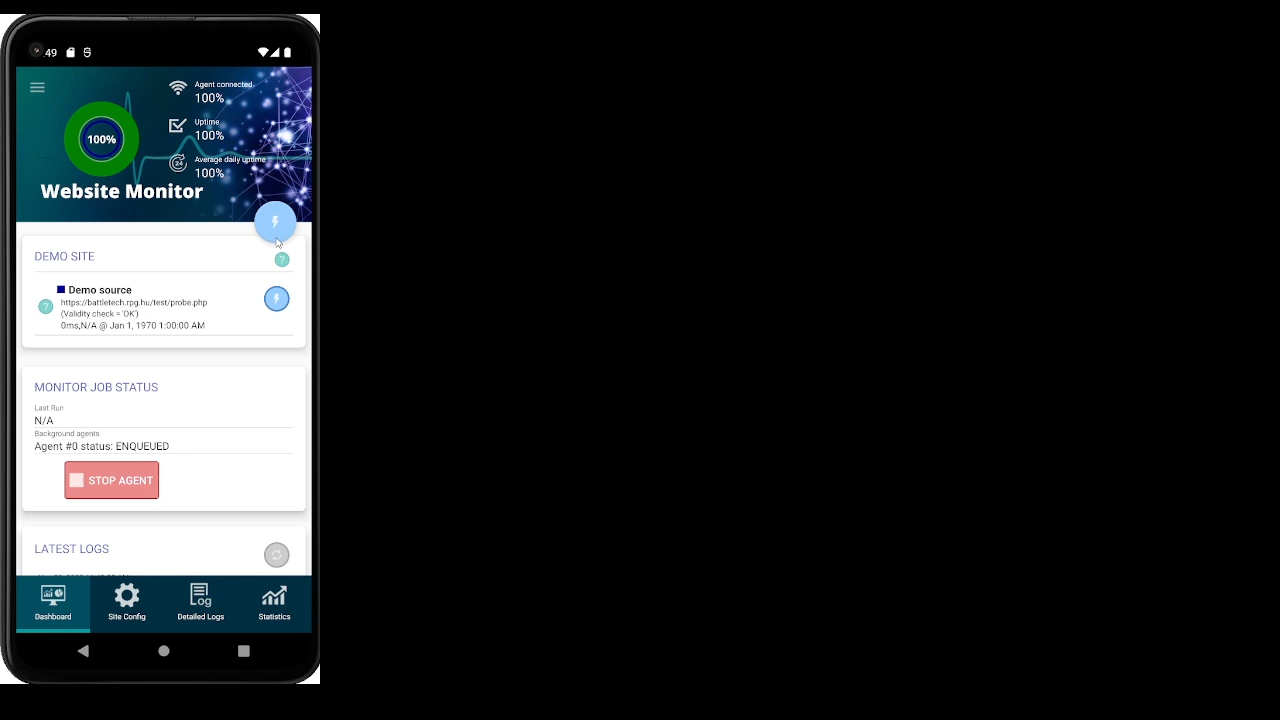 :49
Agent connected
100%
Uptime
100%
100%
24
Average daily uptime
100%
Website Monitor
DEMO SITE
?
Demo source
?
https://battletech.rpg.hu/test/probe.php
(Validity check = 'OK')
0ms,N/A @ Jan 1, 1970 1:00:00 AM
MONITOR JOB STATUS
Last Run
N/A
Background agents
Agent #0 status: ENQUEUED
STOP AGENT
LATEST LOGS
Log
Dashboard
Site Config
Detailed Logs
Statistics